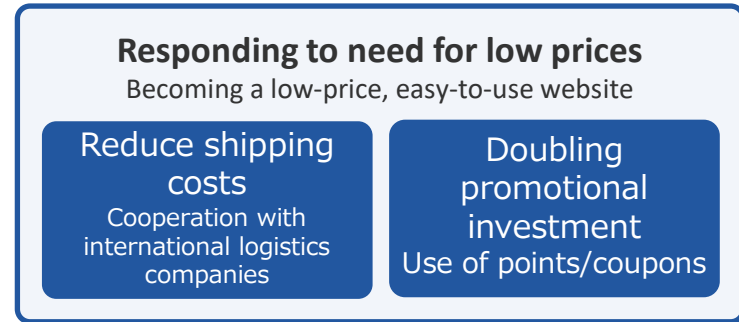 Responding to need for low prices
Becoming a low-price, easy-to-use website
Reduce shipping
costs
Cooperation with
international logistics
companies
Doubling
promotional
investment
Use of points/coupons